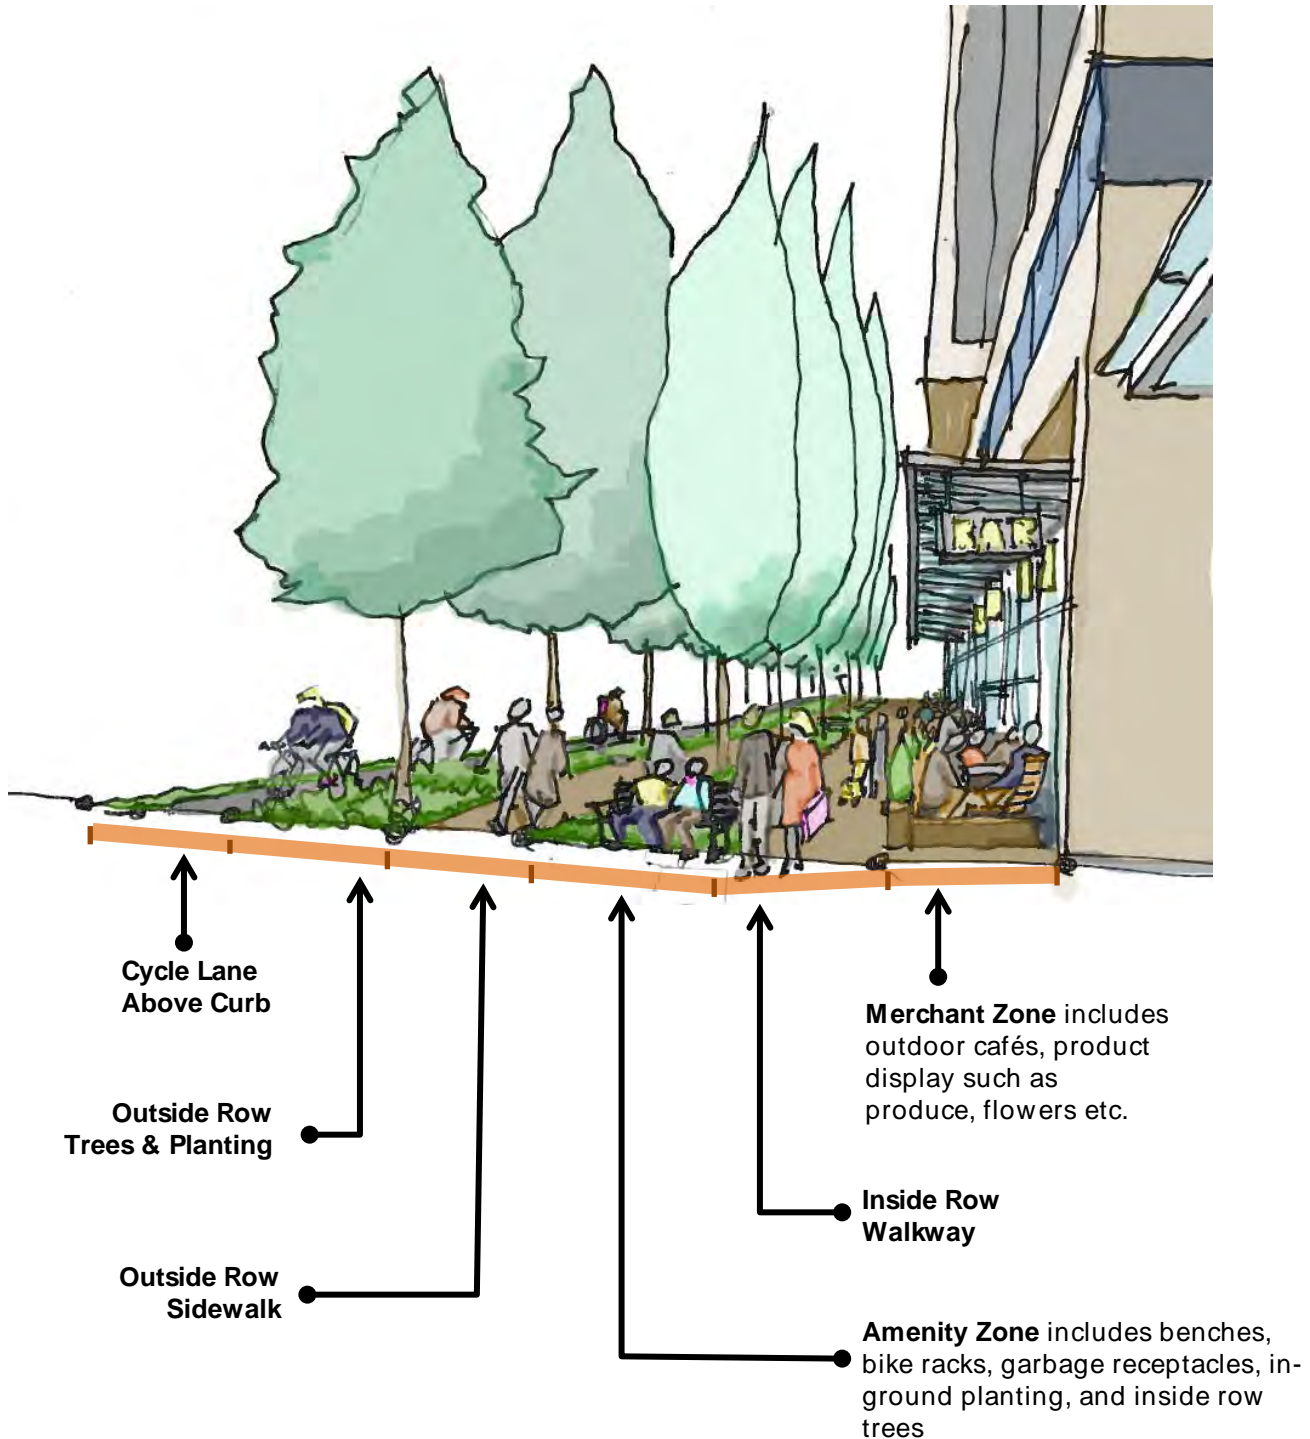 BAR
Cycle Lane
Above Curb
Merchant Zone includes
outdoor cafés, product
display such as
produce, flowers etc.
Outside Row
Trees & Planting
Inside Row
Walkway
Outside Row
Sidewalk
Amenity Zone includes benches,
bike racks, garbage receptacles, in-
ground planting, and inside row
trees